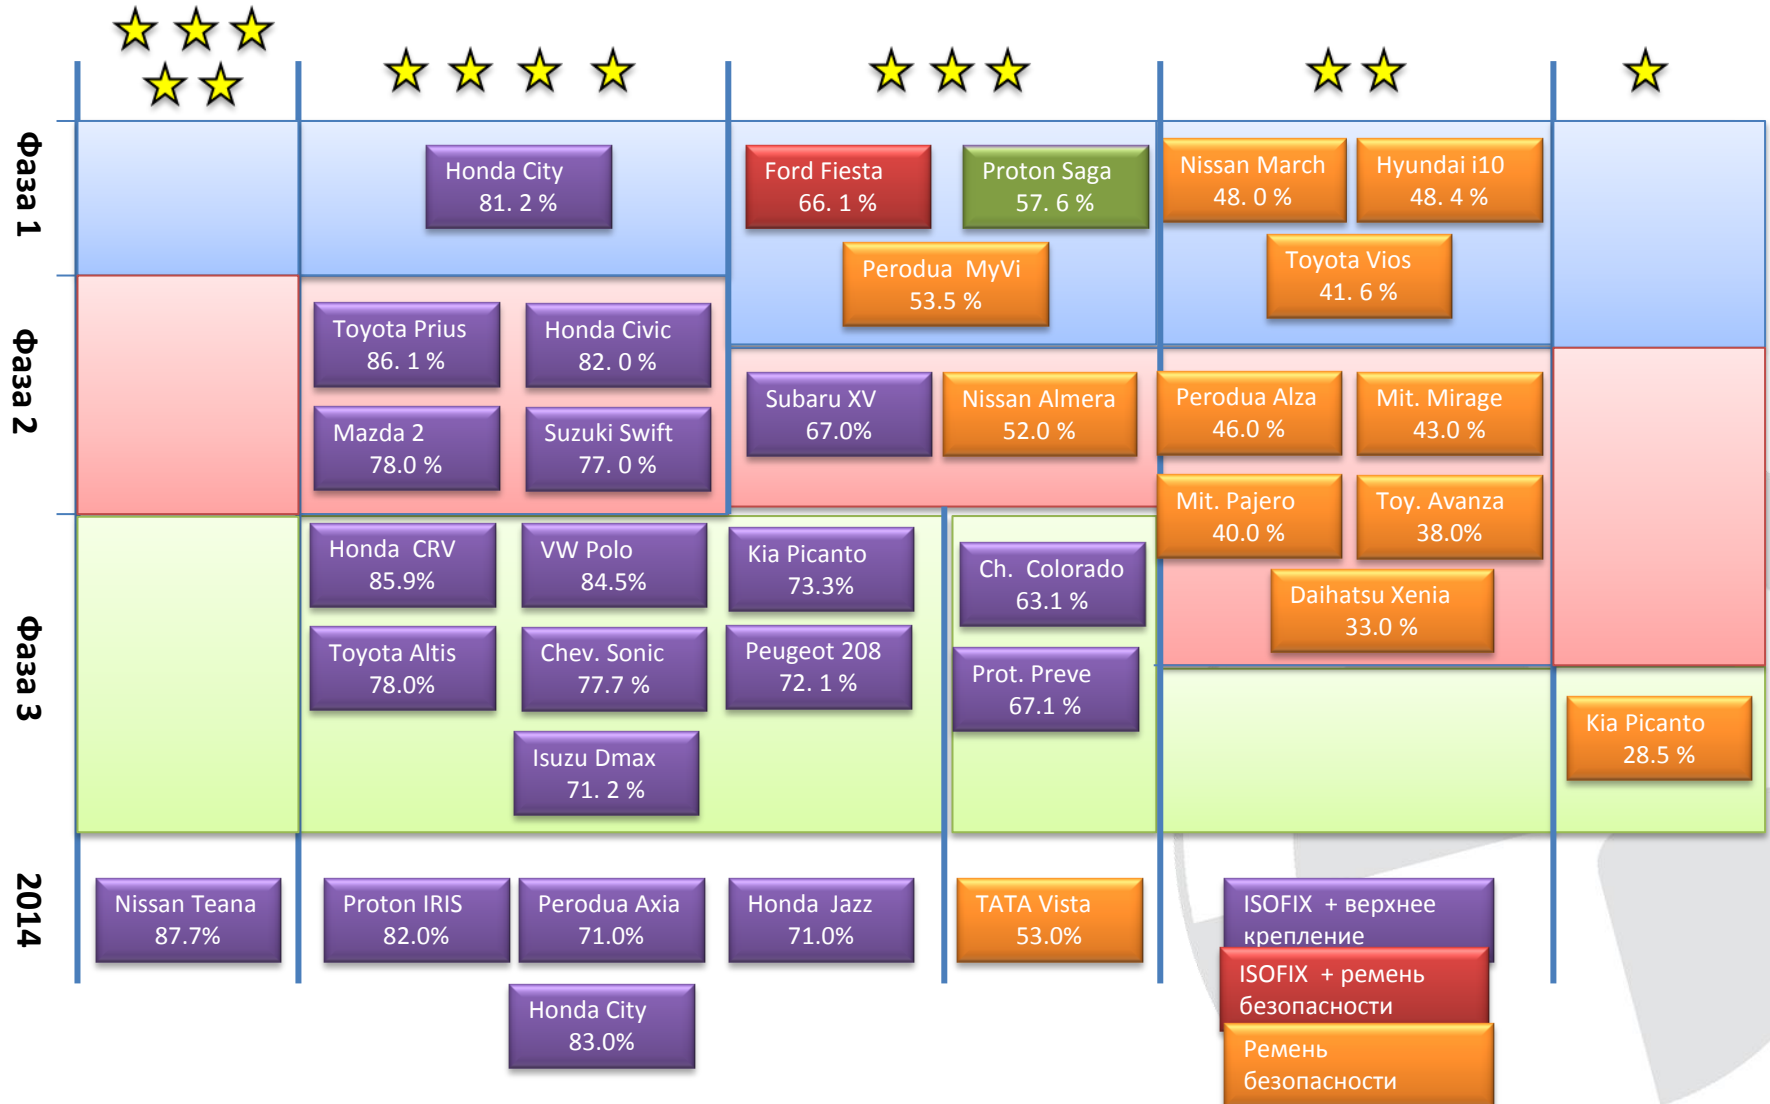 Фаза 1
Honda City
81. 2 %
Ford Fiesta
66. 1 %
Proton Saga
57. 6 %
Perodua MyVi
53.5 %
Nissan March
48. 0 %
Hyundai i10
48. 4 %
Toyota Vios
41. 6 %
Фаза 2
Toyota Prius
86. 1 %
Honda Civic
82. 0 %
Mazda 2
78.0 %
Suzuki Swift
77. 0 %
Subaru XV
67.0%
Nissan Almera
52.0 %
Perodua Alza
46.0 %
Mit. Mirage
43.0 %
Mit. Pajero
40.0 %
Toy. Avanza
38.0%
Daihatsu Xenia
33.0 %
Фаза 3
Honda CRV
85.9%
VW Polo
84.5%
Kia Picanto
73.3%
Toyota Altis
78.0%
Chev. Sonic
77.7 %
Peugeot 208
72. 1 %
Isuzu Dmax
71. 2 %
Ch. Colorado
63.1 %
Prot. Preve
67.1 %
Kia Picanto
28.5 %
2014
Nissan Teana
87.7%
Proton IRIS
82.0%
Perodua Axia
71.0%
Honda Jazz
71.0%
Honda City
83.0%
TATA Vista
53.0%
ISOFIX + верхнее
крепление
ISOFIX + ремень
безопасности
Ремень
безопасности